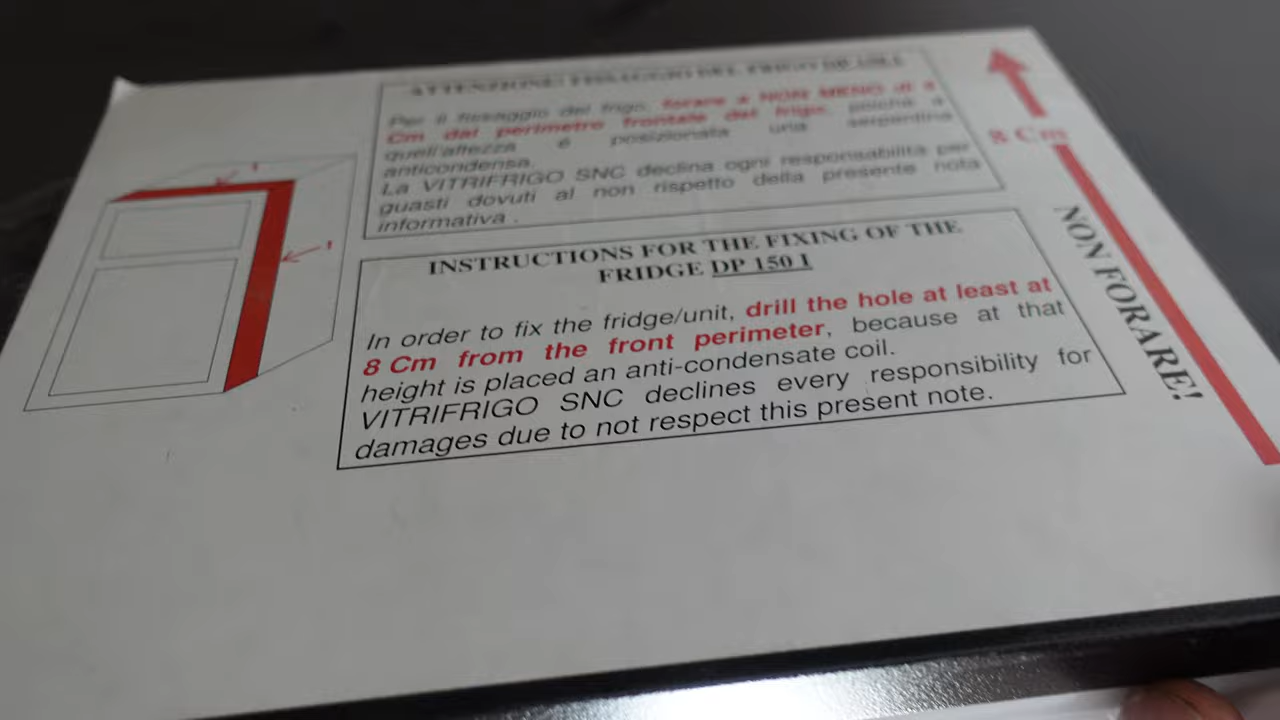 ATTENZIONE: FISSAGGIO DEL FRIGO DP 150 I
Per il fissaggio del frigo, forare a NON MENO di 8
Cm dal perimetro frontale del frigo, poichè a
quell'altezza è posizionata una serpentina
anticondensa.
La VITRIFRIGO SNC declina ogni responsabilità per
guasti dovuti al non rispetto della presente nota
informativa .
INSTRUCTIONS FOR THE FIXING OF THE
FRIDGE DP 150 I
In order to fix the fridge/unit, drill the hole at least at
8 Cm from the front perimeter, because at that
height is placed an anti-condensate coil.
VITRIFRIGO SNC declines every responsibility for
damages due to not respect this present note.
8 Cm
NON FORARE!
1
1